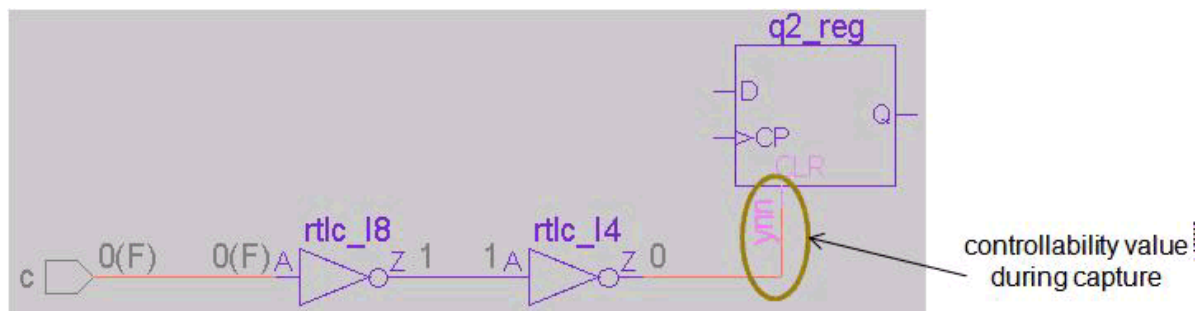 q2_reg
D
Q
CP
CLR
ynn
rtlc_I8
rtlc_I4
c
0(F)
0(F)
A
Z
1
1
A
Z
0
controllability value
during capture